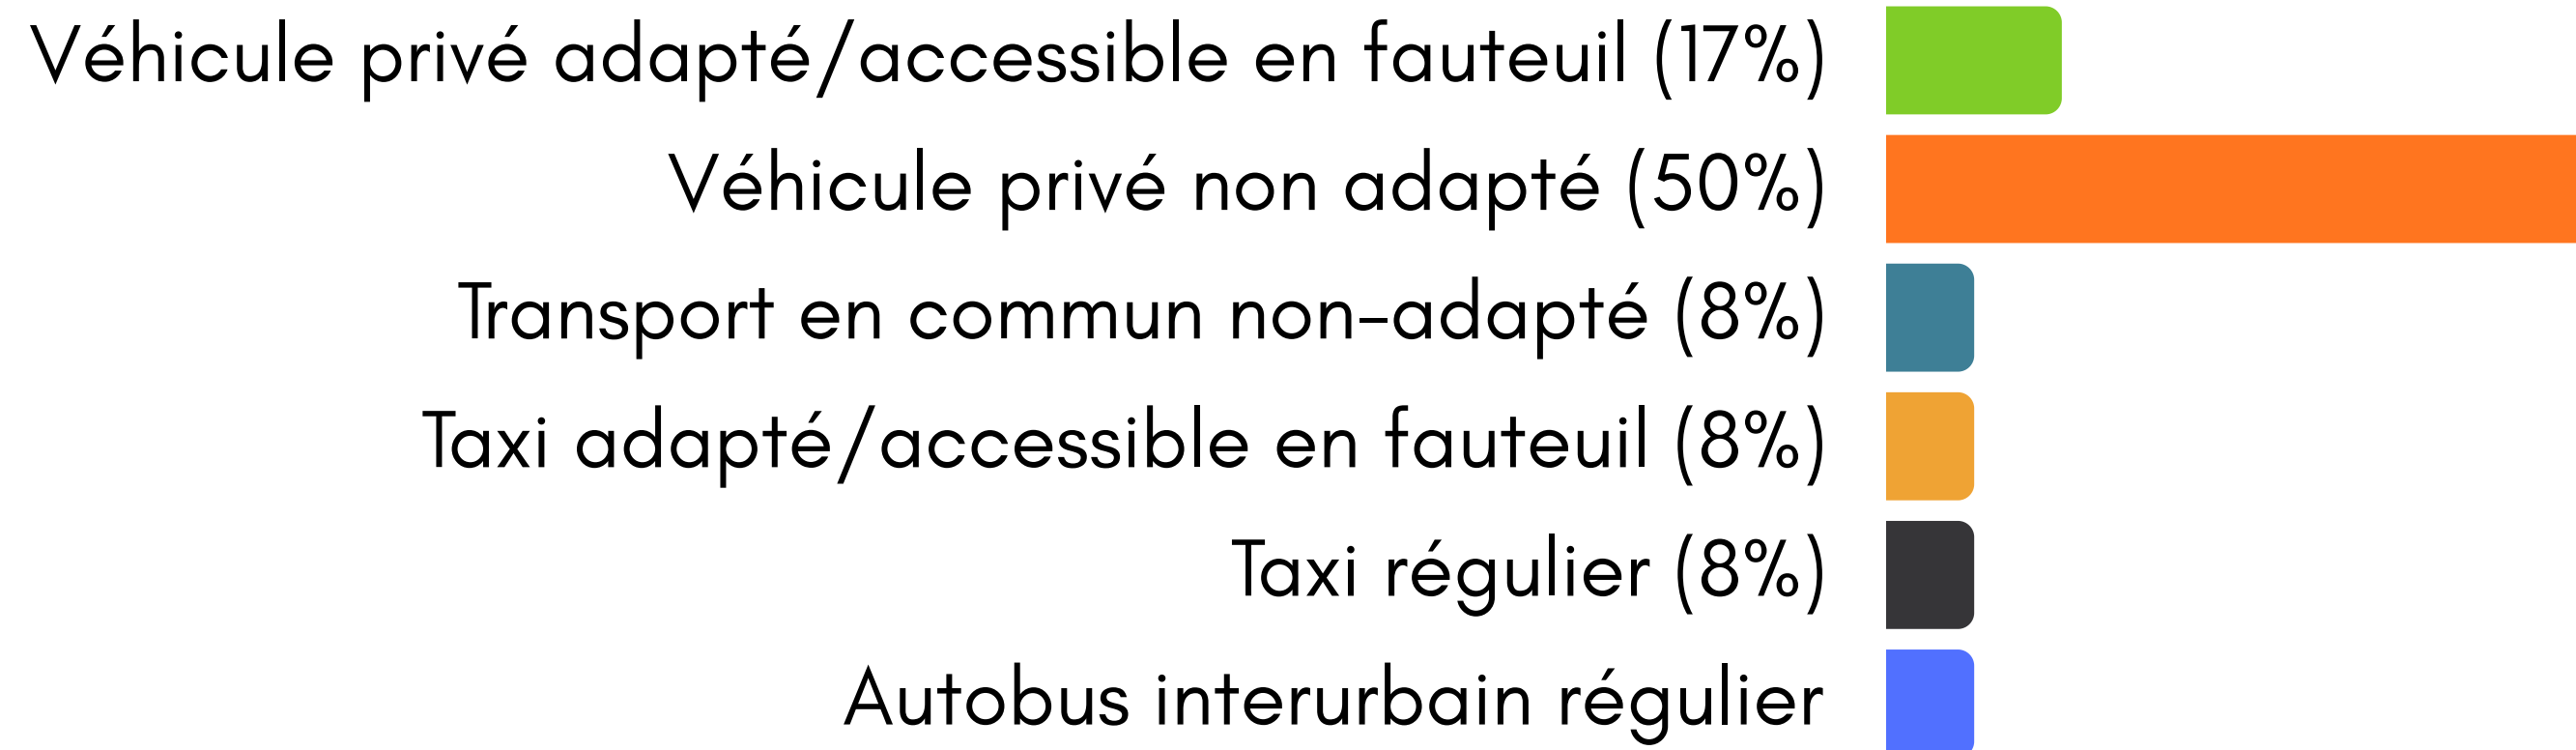 Véhicule privé adapté/accessible en fauteuil (17%)
Véhicule privé non adapté (50%)
Transport en commun non-adapté (8%)
Taxi adapté/accessible en fauteuil (8%)
Taxi régulier (8%)
Autobus interurbain régulier